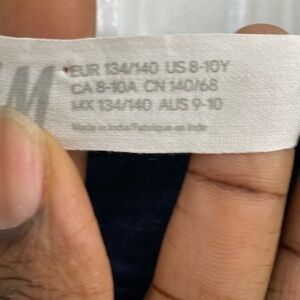 M
*EUR 134/140 US 8-10Y
CA 8-10A CN 140/68
MX 134/140 AUS 9-10
Made in India/Fabriqué en Inde